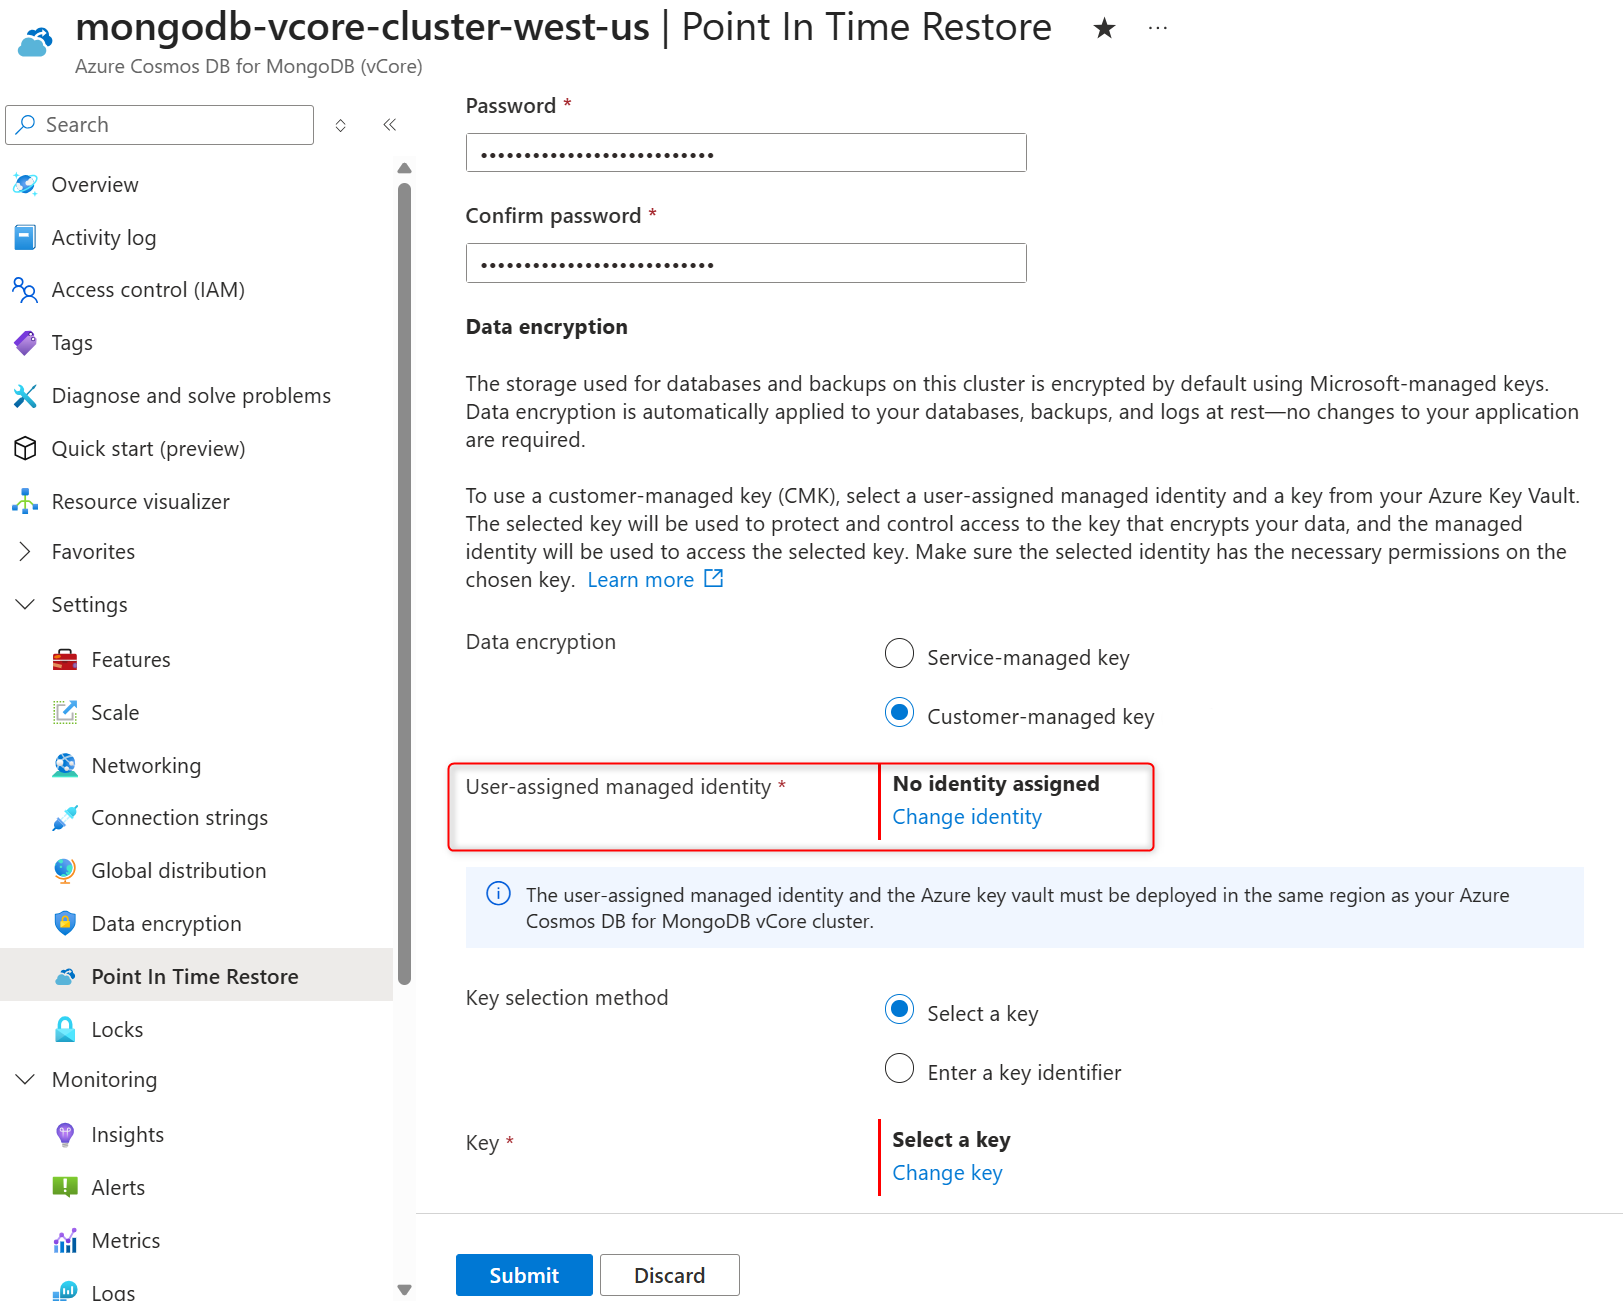 mongodb-vcore-cluster-west-us | Point In Time Restore
Azure Cosmos DB for MongoDB (vCore)
Search
Overview
Activity log
Access control (IAM)
Tags
Diagnose and solve problems
Quick start (preview)
Resource visualizer
Favorites
Settings
Features
Scale
Networking
Connection strings
Global distribution
Data encryption
Point In Time Restore
Locks
Monitoring
Insights
Alerts
Metrics
Logs
Password *
Confirm password *
Data encryption
The storage used for databases and backups on this cluster is encrypted by default using Microsoft-managed keys.
Data encryption is automatically applied to your databases, backups, and logs at rest—no changes to your application
are required.
To use a customer-managed key (CMK), select a user-assigned managed identity and a key from your Azure Key Vault.
The selected key will be used to protect and control access to the key that encrypts your data, and the managed
identity will be used to access the selected key. Make sure the selected identity has the necessary permissions on the
chosen key. Learn more
Data encryption
Service-managed key
Customer-managed key
User-assigned managed identity *
No identity assigned
Change identity
The user-assigned managed identity and the Azure key vault must be deployed in the same region as your Azure
Cosmos DB for MongoDB vCore cluster.
Key selection method
Select a key
Enter a key identifier
Key *
Select a key
Change key
Submit
Discard